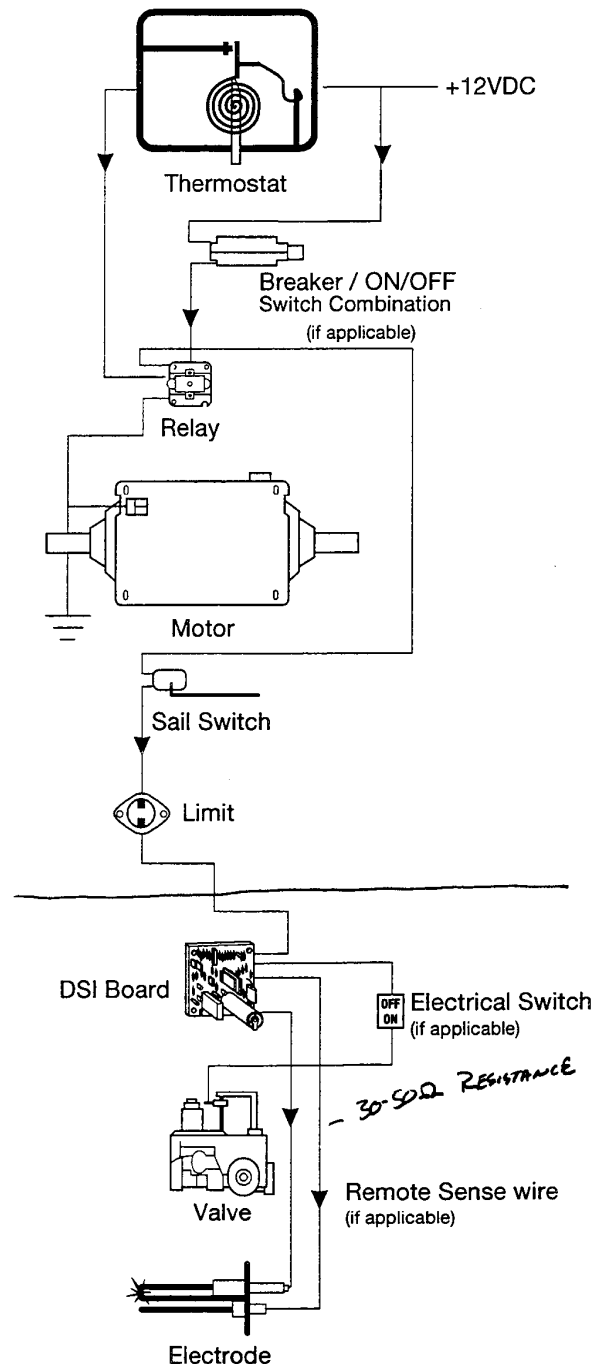 +12VDC
Thermostat
Breaker / ON/OFF
Switch Combination
(if applicable)
Relay
Motor
Sail Switch
Limit
DSI Board
OFF
ON
Electrical Switch
(if applicable)
- 30-50Ω RESISTANCE
Valve
Remote Sense wire
(if applicable)
Electrode